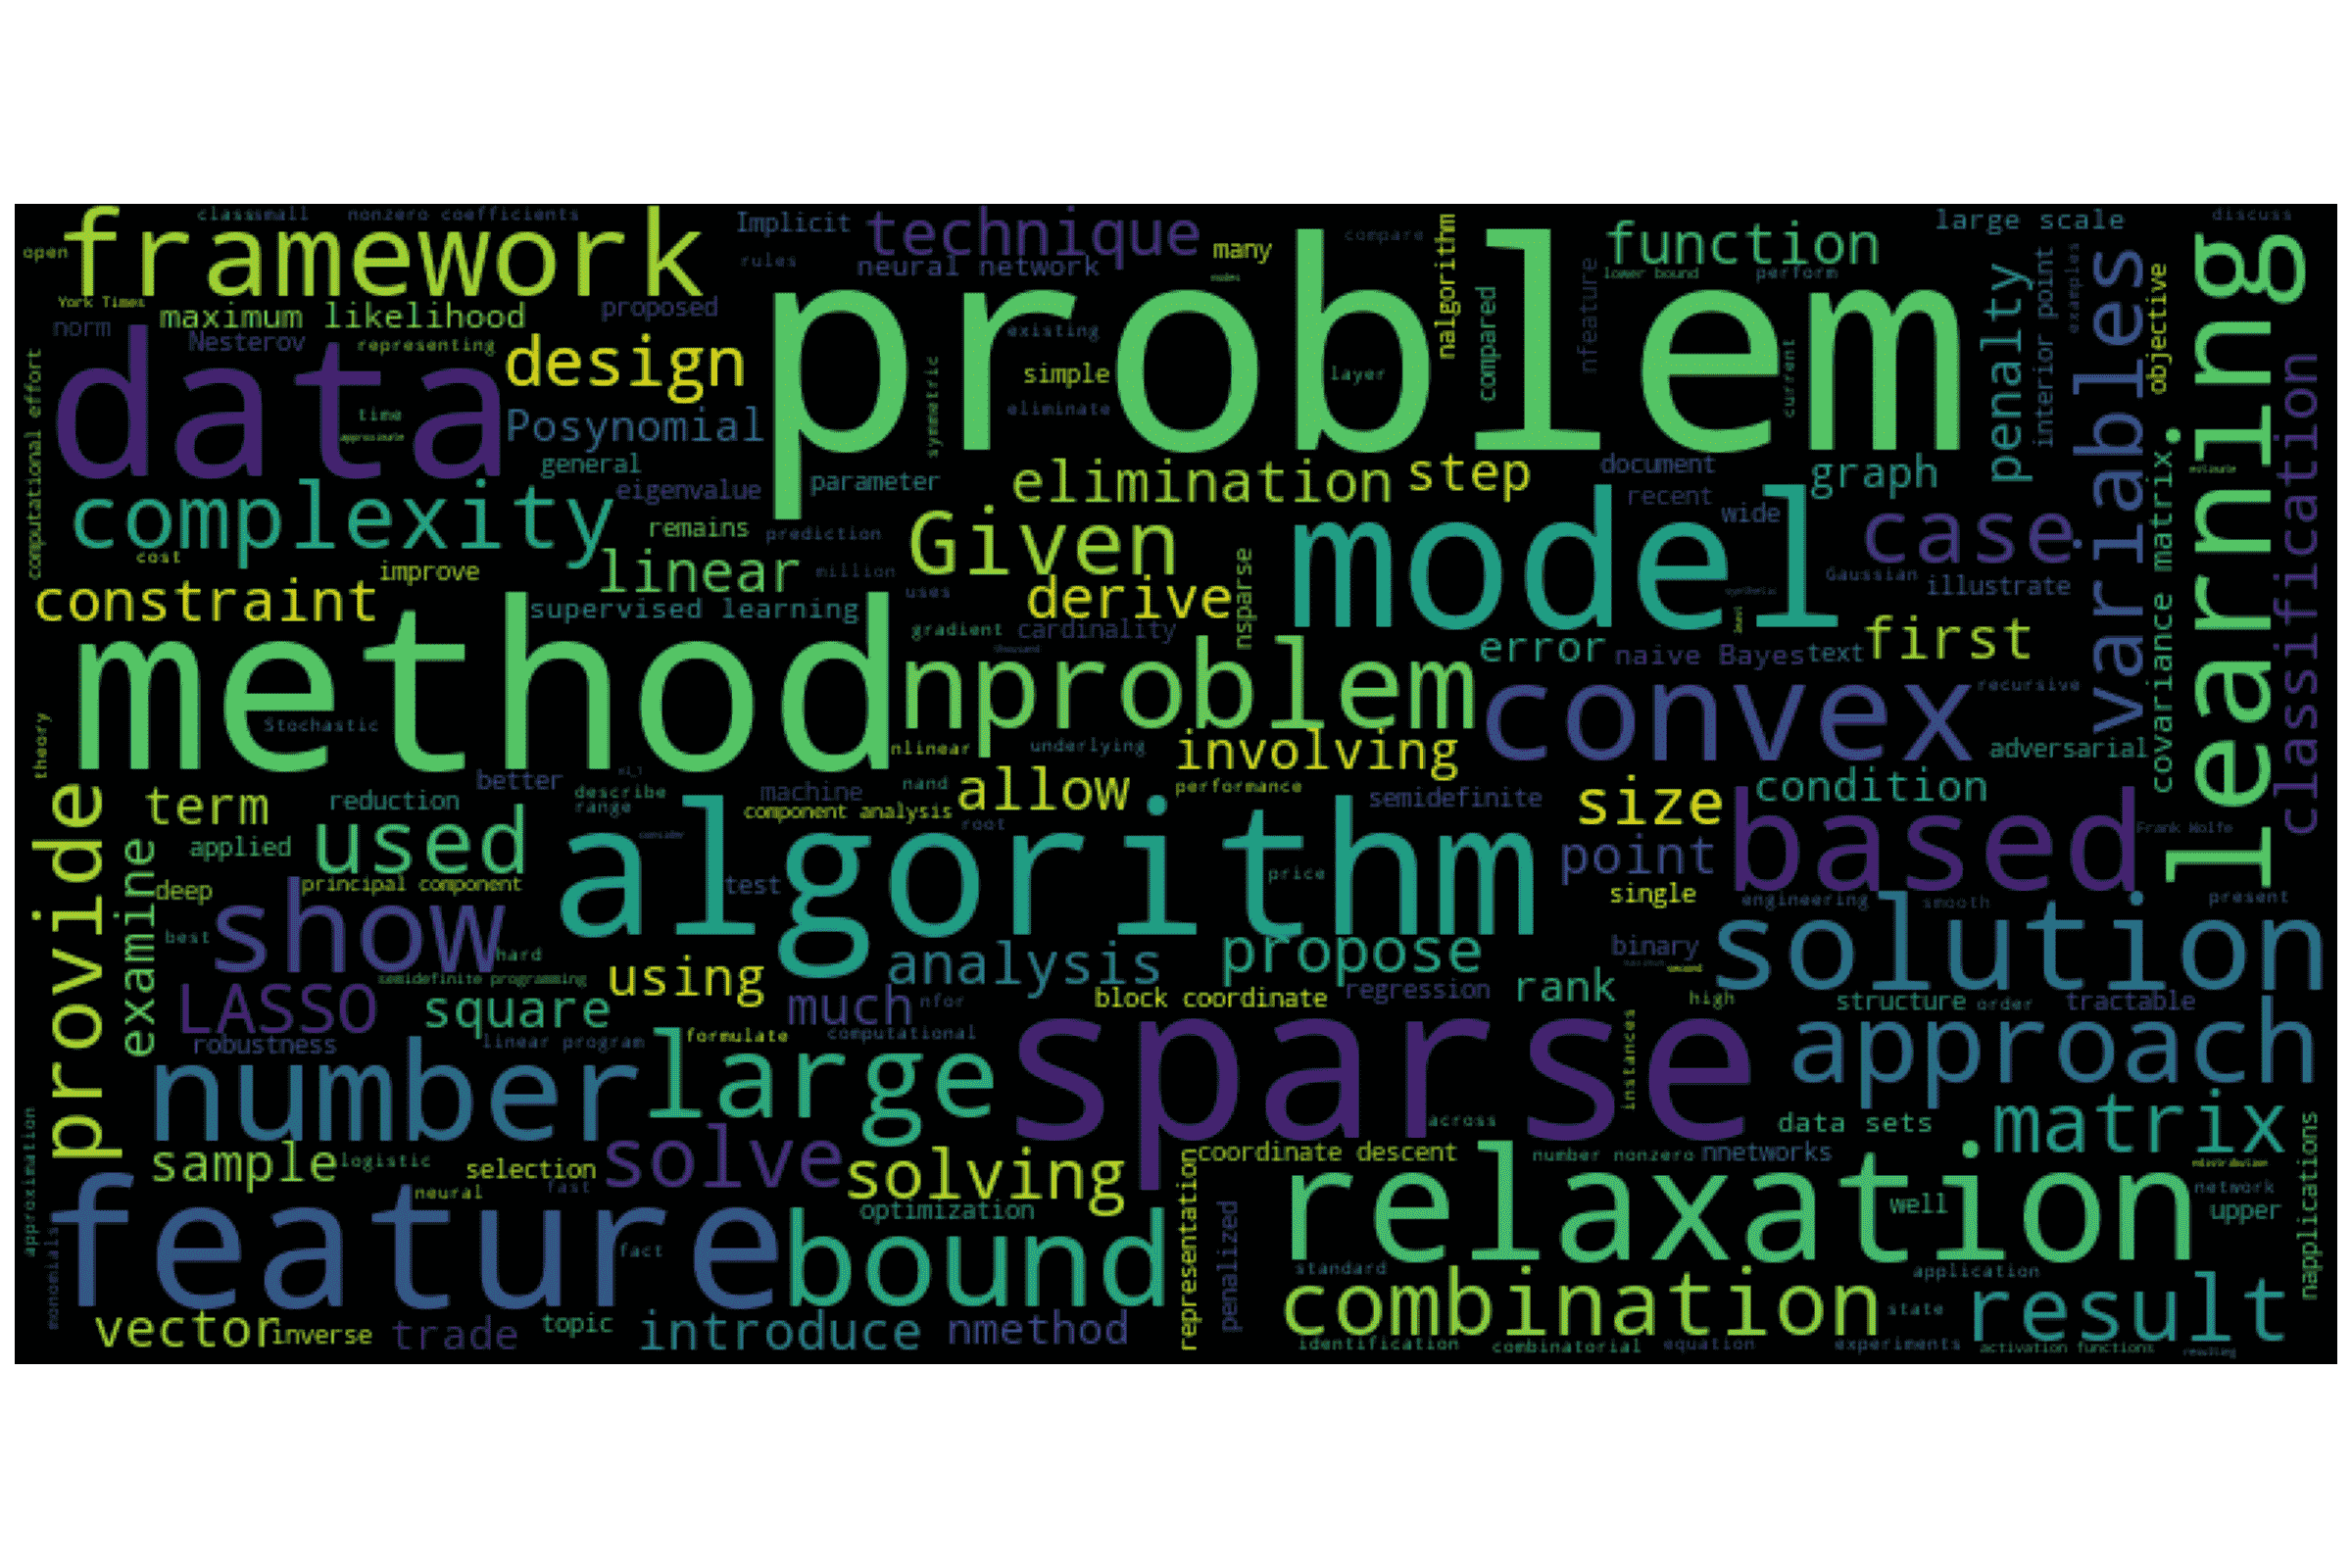 classsmall
nonzero coefficients
Implicit
technique
large scale
discuss
open
framework
many
compare
function
rules
neural network
lower bound
perform
York Times
maximum likelihood
proposed
problem
nalgorithm
nfeature
penalty
interior point
examples
variables
objective
learning
norm
Nesterov
representing
design
existing
compared
current
computational effort
data
time
approximate
Posynomial
simple
layer
eliminate
symmetric
classification
general
eigenvalue
parameter
elimination
step
document
recent
graph
estimate
complexity
remains
prediction
Given
model
wide
case
covariance matrix
cost
improve
linear
million
uses
derive
nsparse
Gaussian
illustrate
constraint
supervised learning
gradient
cardinality
error
naive Bayes
text
first
method
nproblem
convex
recursive
theory
Stochastic
nlinear
underlying
involving
adversarial
provide
term
reduction
better
describe
range
machine
nand
allow
performance
semidefinite
size
condition
used
applied
component analysis
root
algorithm
point
based
Frank Wolfe
examine
deep
principal component
test
price
single
engineering
smooth
present
best
show
hard
semidefinite programming
using
analysis
propose
binary
solution
LASSO
square
much
nfor
block coordinate
regression
rank
high
structure
order
tractable
robustness
linear program
formulate
computational
number
large
sparse
instances
approach
across
data sets
matrix
napplications
approximation
sample
logistic
selection
solve
solving
coordinate descent
number nonzero
nnetworks
neural
fast
representation
relaxation
network
well
upper
monomials
feature
fact
optimization
bound
penalized
standard
application
combination
state
result
vector
inverse
trade
topic
introduce
nmethod
identification
combinatorial
equation
experiments
activation functions
resulting